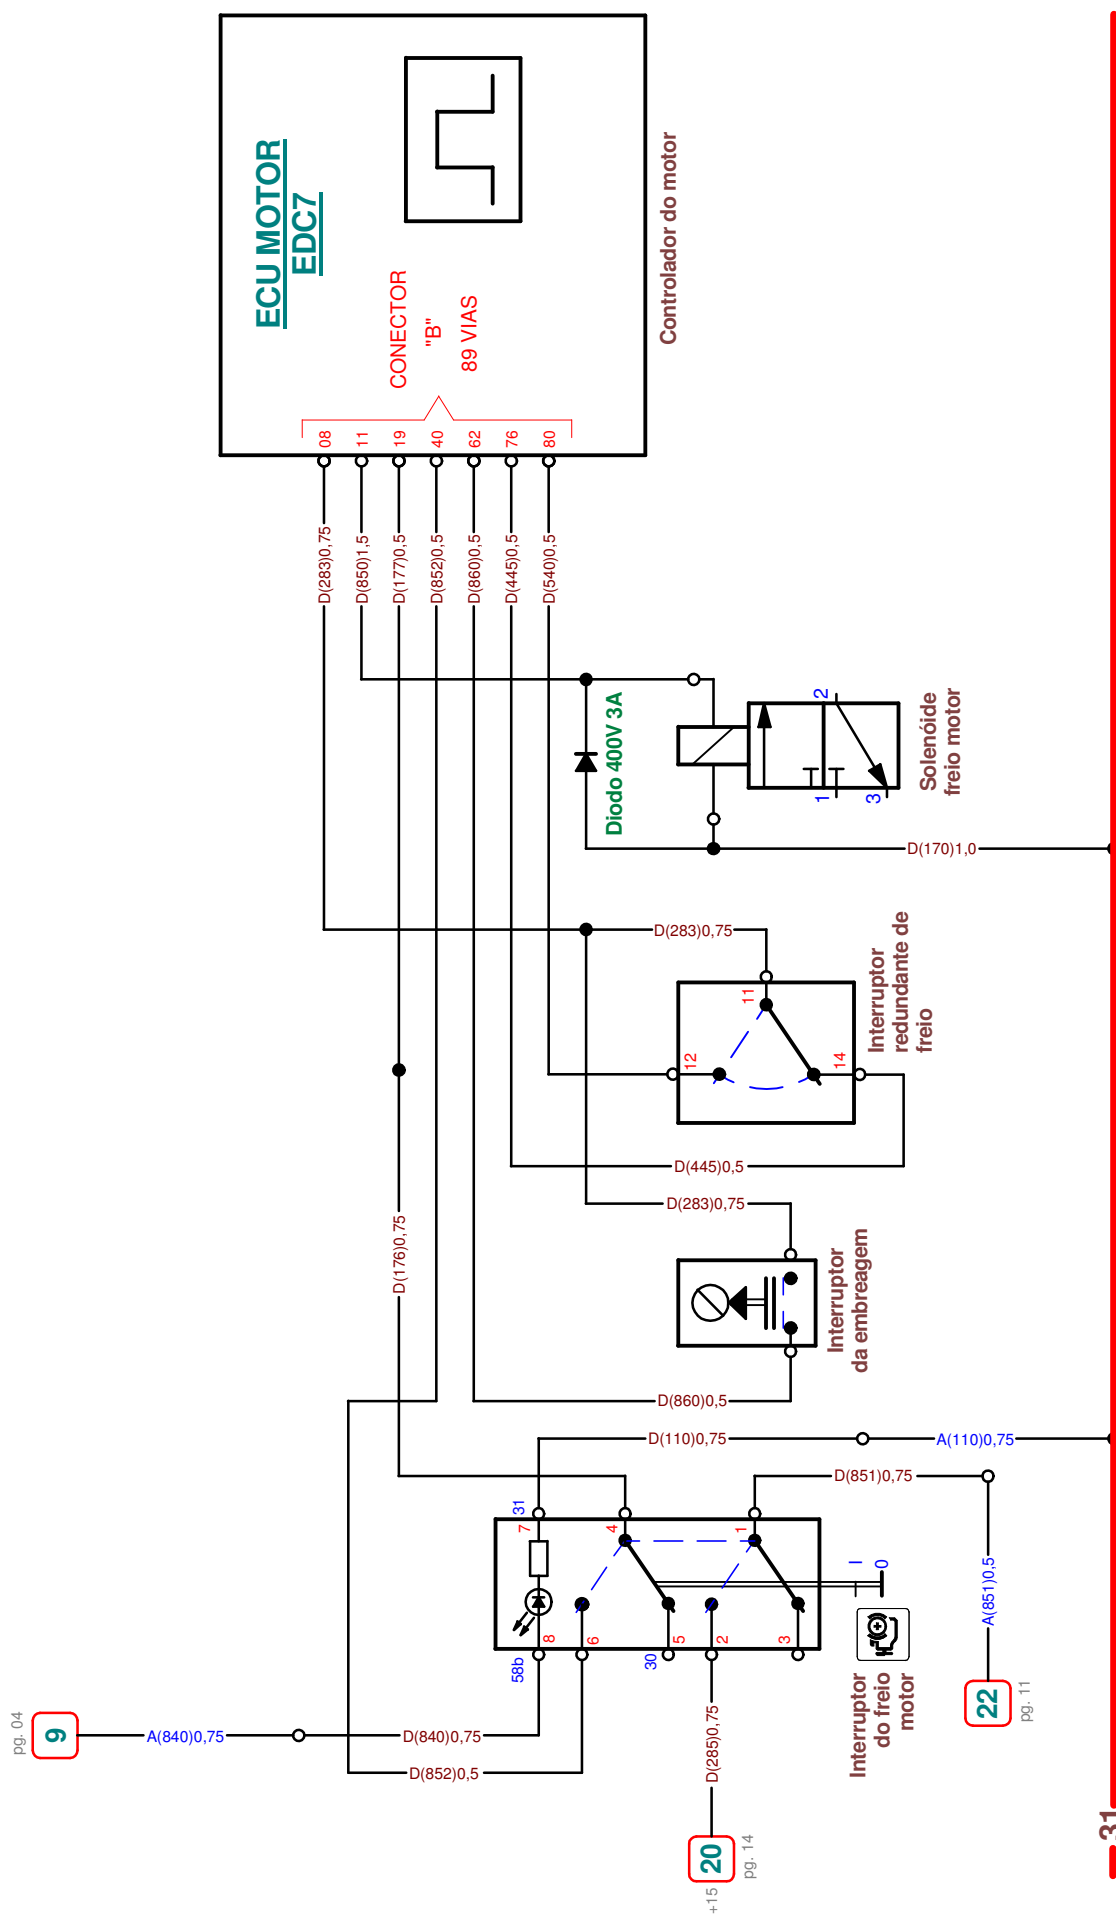 ECU MOTOR
EDC7
CONECTOR
"B"
89 VIAS
08
11
19
40
62
76
80
Controlador do motor
D(283)0,75
D(850)1,5
D(177)0,5
D(852)0,5
D(860)0,5
D(445)0,5
D(540)0,5
Diodo 400V 3A
1
2
3
Solenóide
freio motor
D(170)1,0
D(283)0,75
11
12
14
Interruptor
redundante de
freio
D(445)0,5
D(283)0,75
D(176)0,75
Interruptor
da embreagem
D(860)0,5
D(110)0,75
A(110)0,75
D(851)0,75
A(851)0,5
31
7
4
1
8
6
5
2
3
58b
30
I
0
Interruptor
do freio
motor
pg. 04
9
A(840)0,75
D(840)0,75
D(852)0,5
D(285)0,75
+15
20
pg. 14
22
pg. 11
31